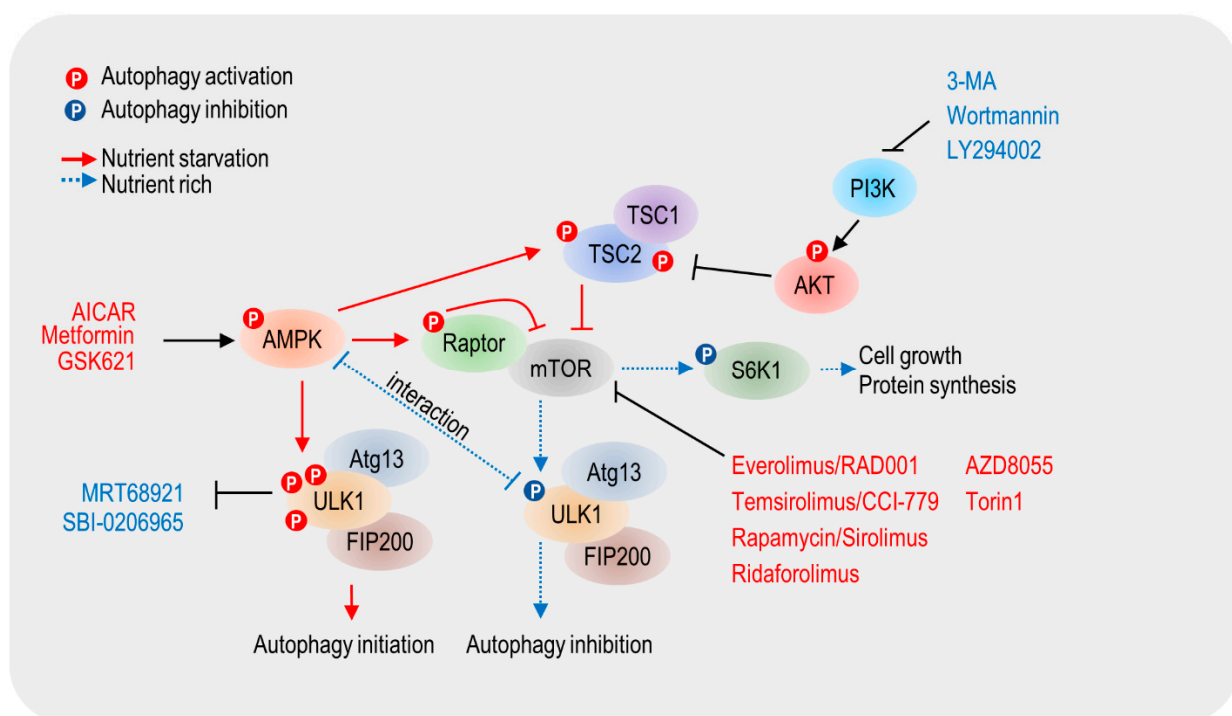 P Autophagy activation
P Autophagy inhibition
Nutrient starvation
Nutrient rich
3-MA
Wortmannin
LY294002
PI3K
TSC1
P
TSC2
P
P
AKT
AICAR
Metformin
GSK621
P
AMPK
P
Raptor
mTOR
P
S6K1
Cell growth
Protein synthesis
interaction
Atg13
P
P
ULK1
P
FIP200
MRT68921
SBI-0206965
Atg13
P
ULK1
FIP200
Everolimus/RAD001
AZD8055
Temsirolimus/CCI-779
Torin1
Rapamycin/Sirolimus
Ridaforolimus
Autophagy initiation
Autophagy inhibition